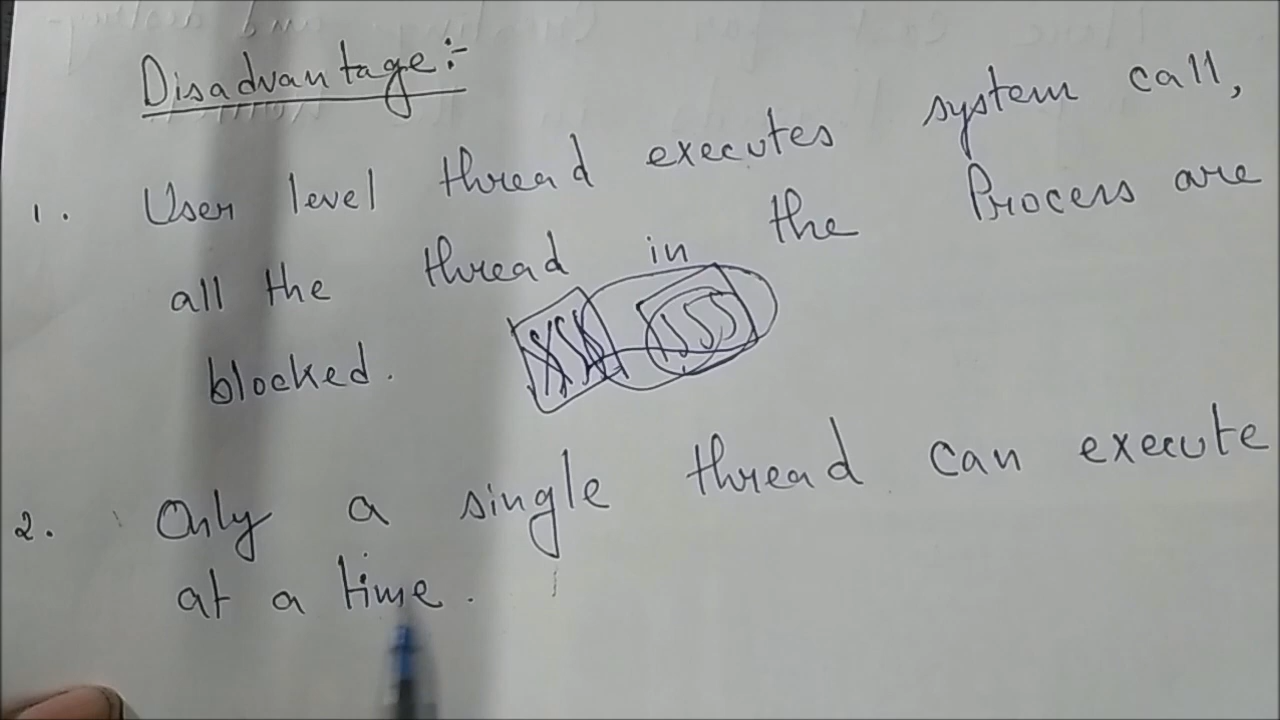 Disadvantage:-
1. User level thread executes system call,
all the thread in the Process are
blocked.
2. Only a single thread can execute
at a time.